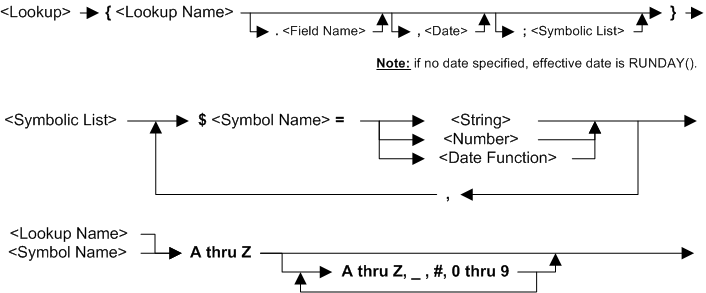 <Lookup> { <Lookup Name> . <Field Name> , <Date> ; <Symbolic List> }
Note: if no date specified, effective date is RUNDAY().
<Symbolic List> $ <Symbol Name> = <String>
<Number>
<Date Function>
,
<Lookup Name>
<Symbol Name> A thru Z
A thru Z, _ , #, 0 thru 9